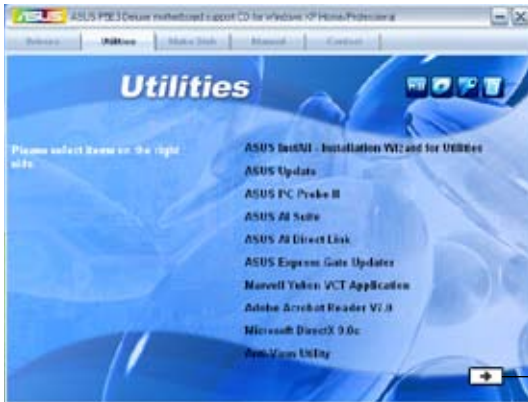 ASUS ASUS P5E3 Deluxe motherboard support CD for Windows XP Home/Professional
Drivers Utilities Make Disk Manual Contact
Utilities
Please select items on the right side.
ASUS InstAll - Installation Wizard for Utilities
ASUS Update
ASUS PC Probe II
ASUS AI Suite
ASUS AI Direct Link
ASUS Express Gate Updater
Marvell Yukon VCT Application
Adobe Acrobat Reader V7.0
Microsoft DirectX 9.0c
Anti-Virus Utility